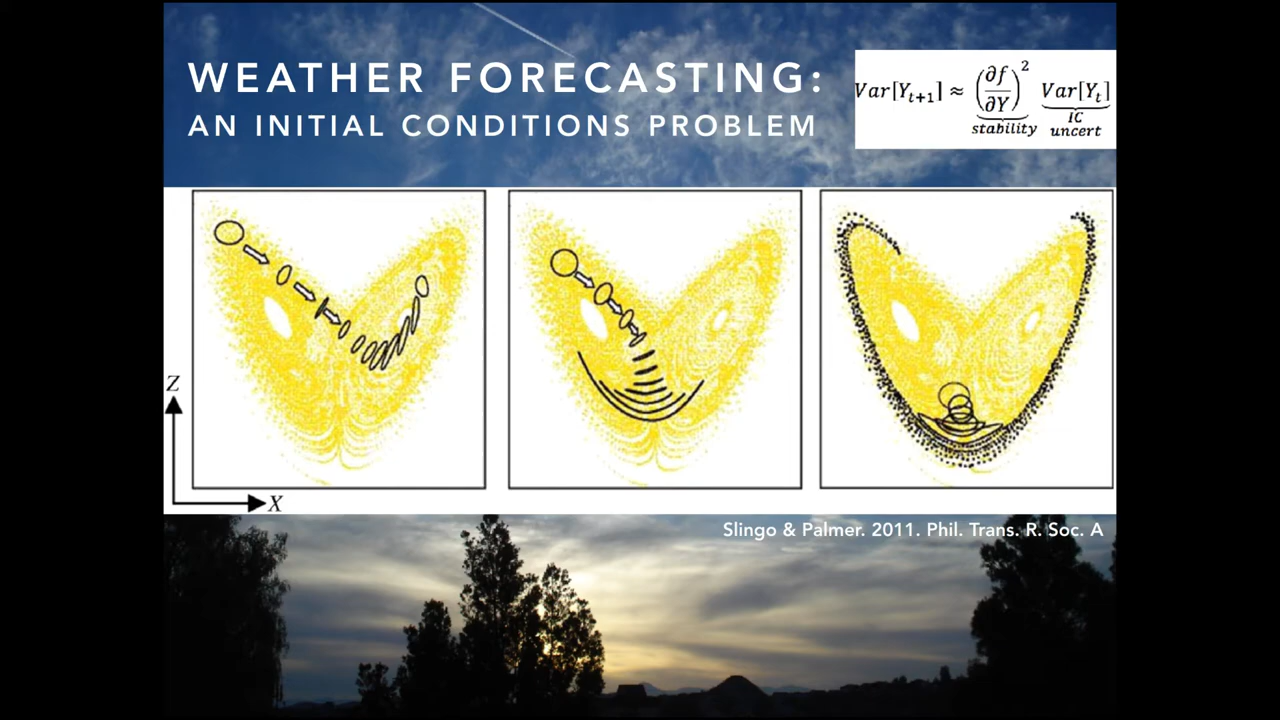 WEATHER FORECASTING:
AN INITIAL CONDITIONS PROBLEM
Var[Y_{t+1}] ≈ (∂f/∂Y)² Var[Y_t]
stability
IC
uncert
Z
X
Slingo & Palmer. 2011. Phil. Trans. R. Soc. A